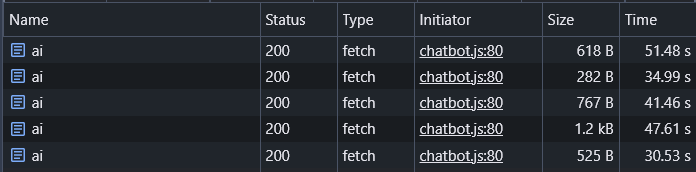 Name Status Type Initiator Size Time
ai 200 fetch chatbot.js:80 618 B 51.48 s
ai 200 fetch chatbot.js:80 282 B 34.99 s
ai 200 fetch chatbot.js:80 767 B 41.46 s
ai 200 fetch chatbot.js:80 1.2 kB 47.61 s
ai 200 fetch chatbot.js:80 525 B 30.53 s